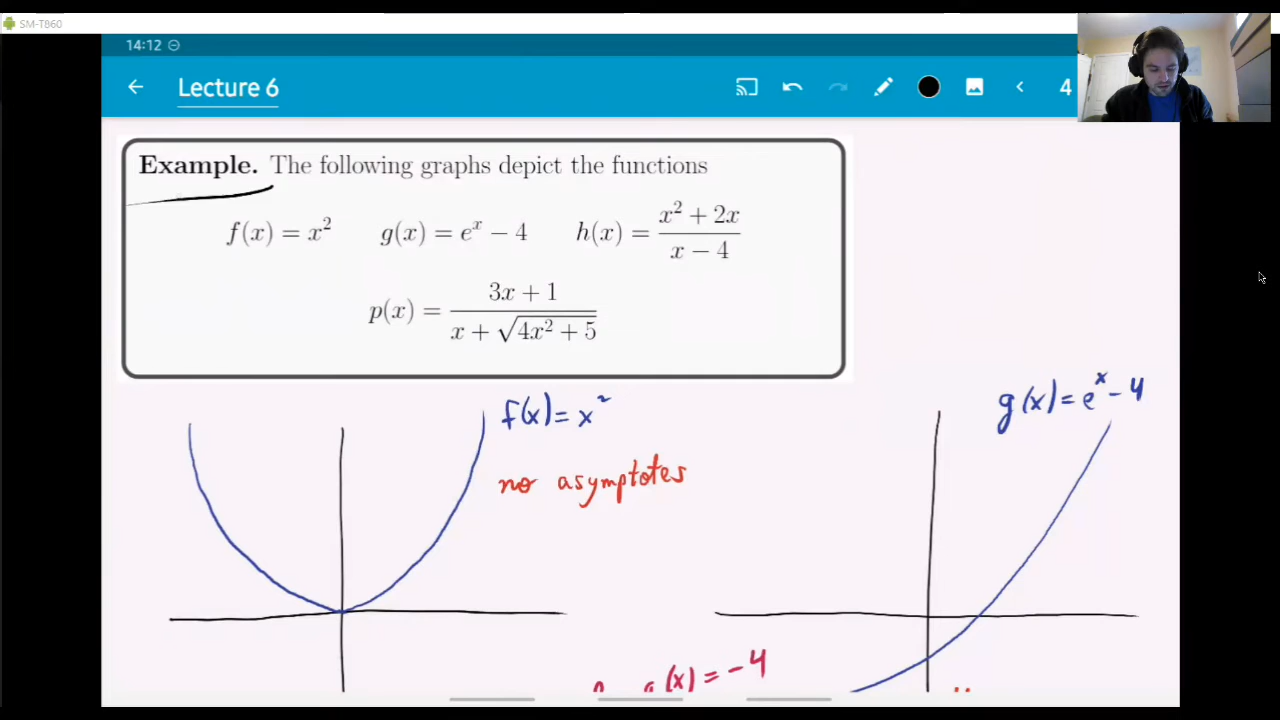 SM-T860
14:12
Lecture 6
4
Example. The following graphs depict the functions
f(x) = x² g(x) = eˣ − 4 h(x) = (x² + 2x)/(x − 4)
p(x) = (3x + 1)/(x + √(4x² + 5))
f(x) = x²
g(x) = eˣ − 4
no asymptotes
g(x) = −4